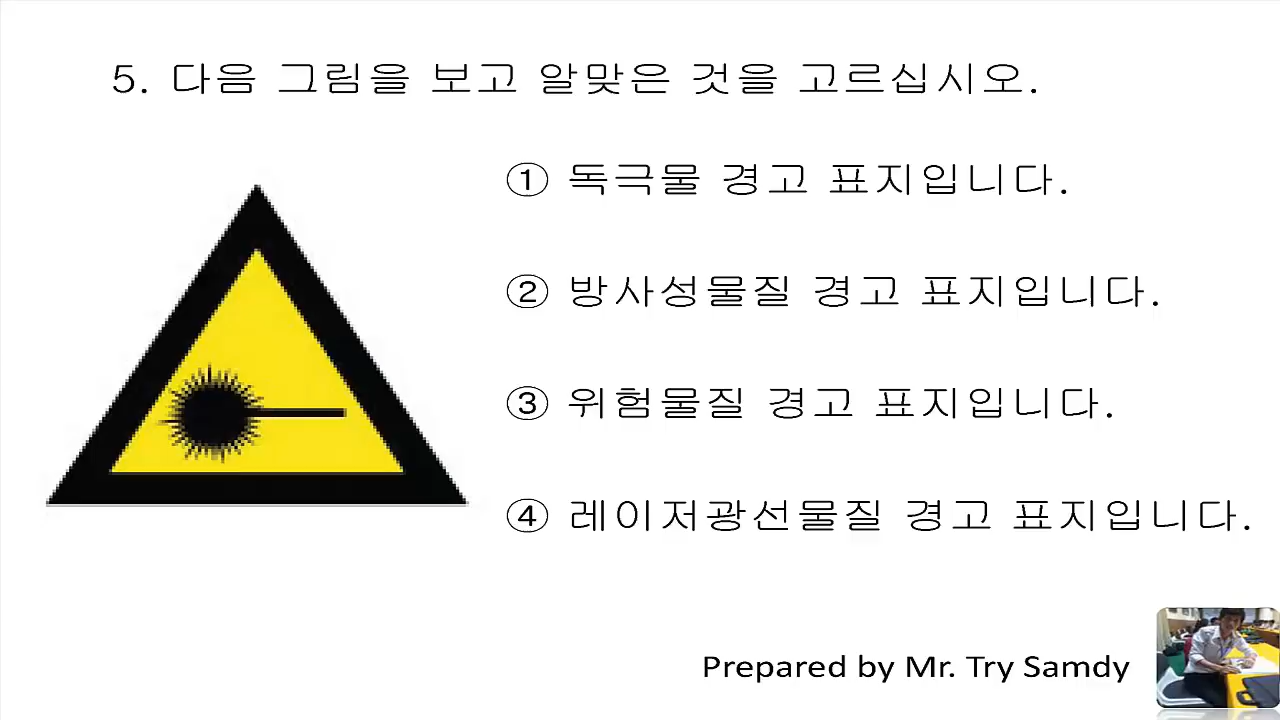 5. 다음 그림을 보고 알맞은 것을 고르십시오.
① 독극물 경고 표지입니다.
② 방사성물질 경고 표지입니다.
③ 위험물질 경고 표지입니다.
④ 레이저광선물질 경고 표지입니다.
Prepared by Mr. Try Samdy